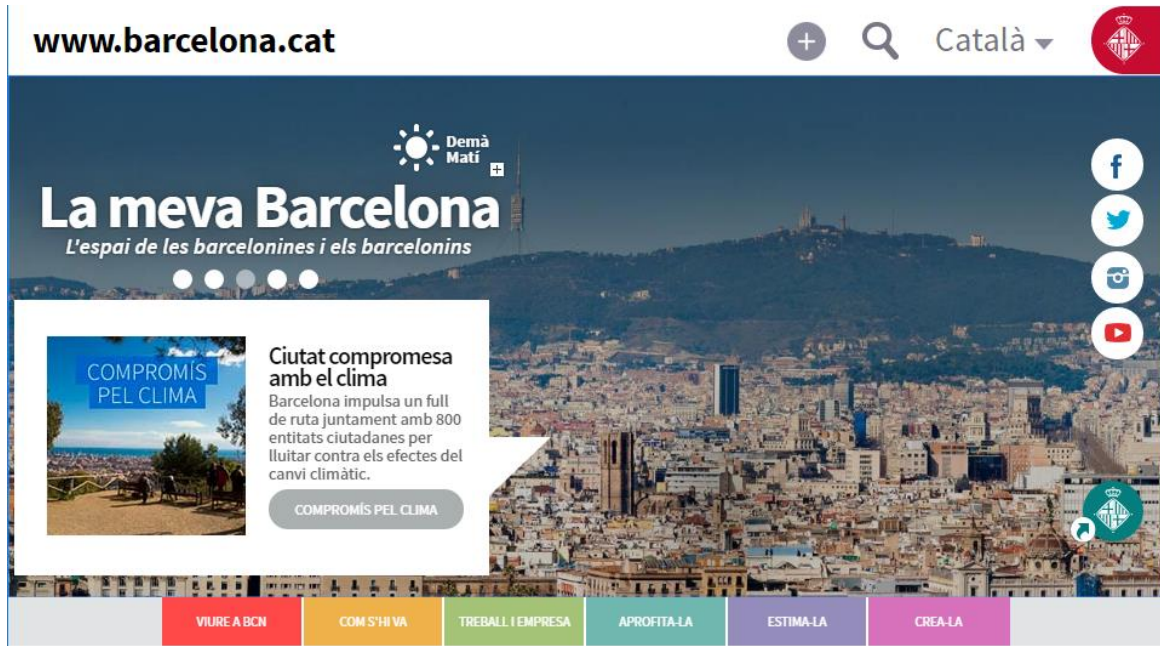 www.barcelona.cat
Català
Demà
Matí
La meva Barcelona
L'espai de les barcelonines i els barcelonins
COMPROMÍS
PEL CLIMA
Ciutat compromesa
amb el clima
Barcelona impulsa un full
de ruta juntament amb 800
entitats ciutadanes per
lluitar contra els efectes del
canvi climàtic.
COMPROMÍS PEL CLIMA
VIURE A BCN
COM S'HI VA
TREBALL I EMPRESA
APROFITA-LA
ESTIMA-LA
CREA-LA